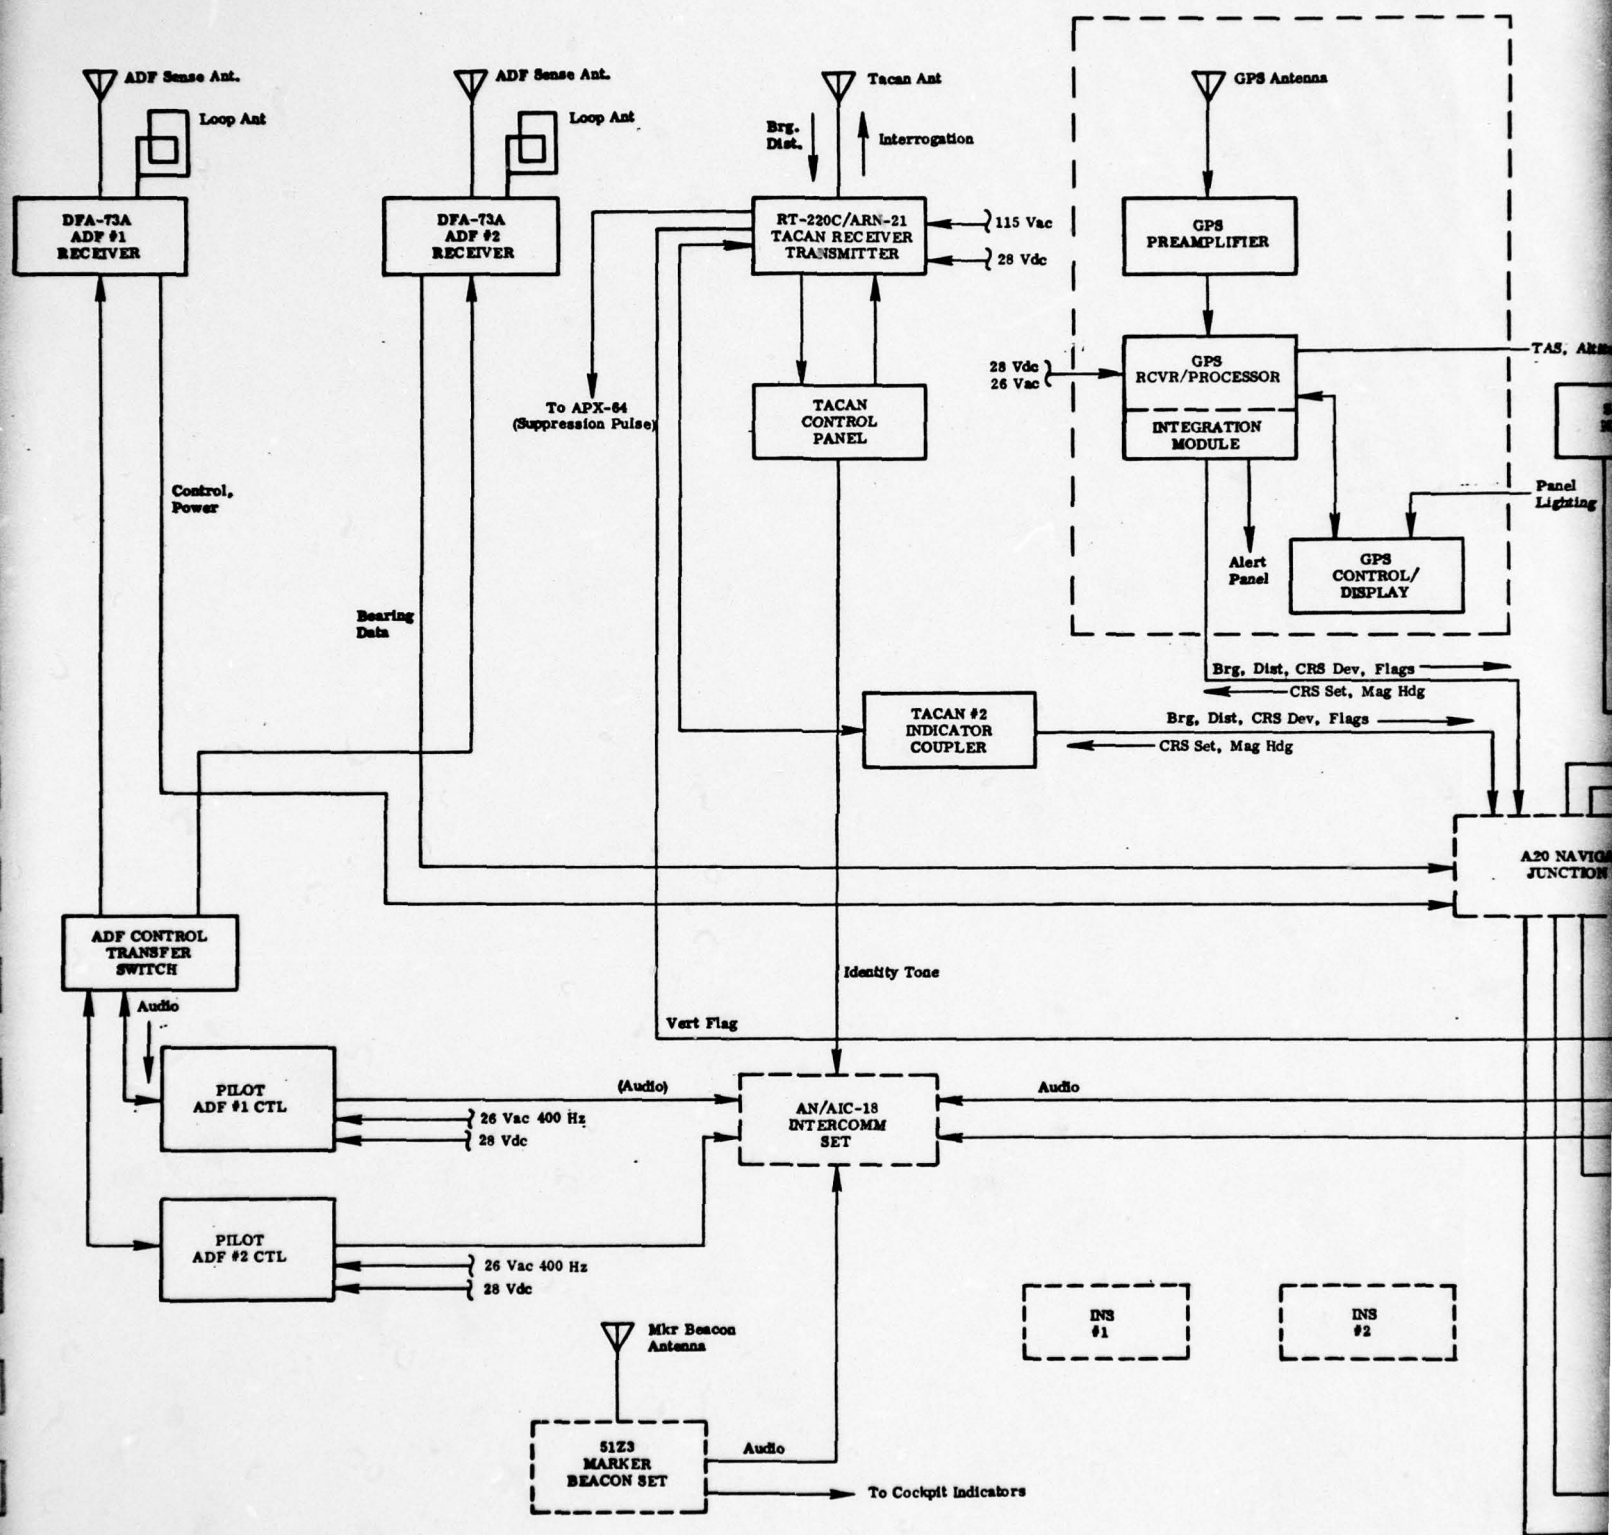 ADF Sense Ant.
Loop Ant
ADF Sense Ant.
Loop Ant
Tacan Ant
Brg.
Dist.
Interrogation
GPS Antenna
DFA-73A
ADF #1
RECEIVER
DFA-73A
ADF #2
RECEIVER
RT-220C/ARN-21
TACAN RECEIVER
TRANSMITTER
115 Vac
28 Vdc
GPS
PREAMPLIFIER
28 Vdc
26 Vac
GPS
RCVR/PROCESSOR
INTEGRATION
MODULE
TAS,
To APX-64
(Suppression Pulse)
TACAN
CONTROL
PANEL
Control,
Power
Panel
Lighting
Alert
Panel
GPS
CONTROL/
DISPLAY
Bearing
Data
Brg, Dist, CRS Dev, Flags
CRS Set, Mag Hdg
TACAN #2
INDICATOR
COUPLER
Brg, Dist, CRS Dev, Flags
CRS Set, Mag Hdg
A20 NAVIGA
JUNCTION
ADF CONTROL
TRANSFER
SWITCH
Audio
Identity Tone
Vert Flag
PILOT
ADF #1 CTL
(Audio)
26 Vac 400 Hz
28 Vdc
AN/AIC-18
INTERCOMM
SET
Audio
PILOT
ADF #2 CTL
26 Vac 400 Hz
28 Vdc
Mkr Beacon
Antenna
INS
#1
INS
#2
51Z3
MARKER
BEACON SET
Audio
To Cockpit Indicators